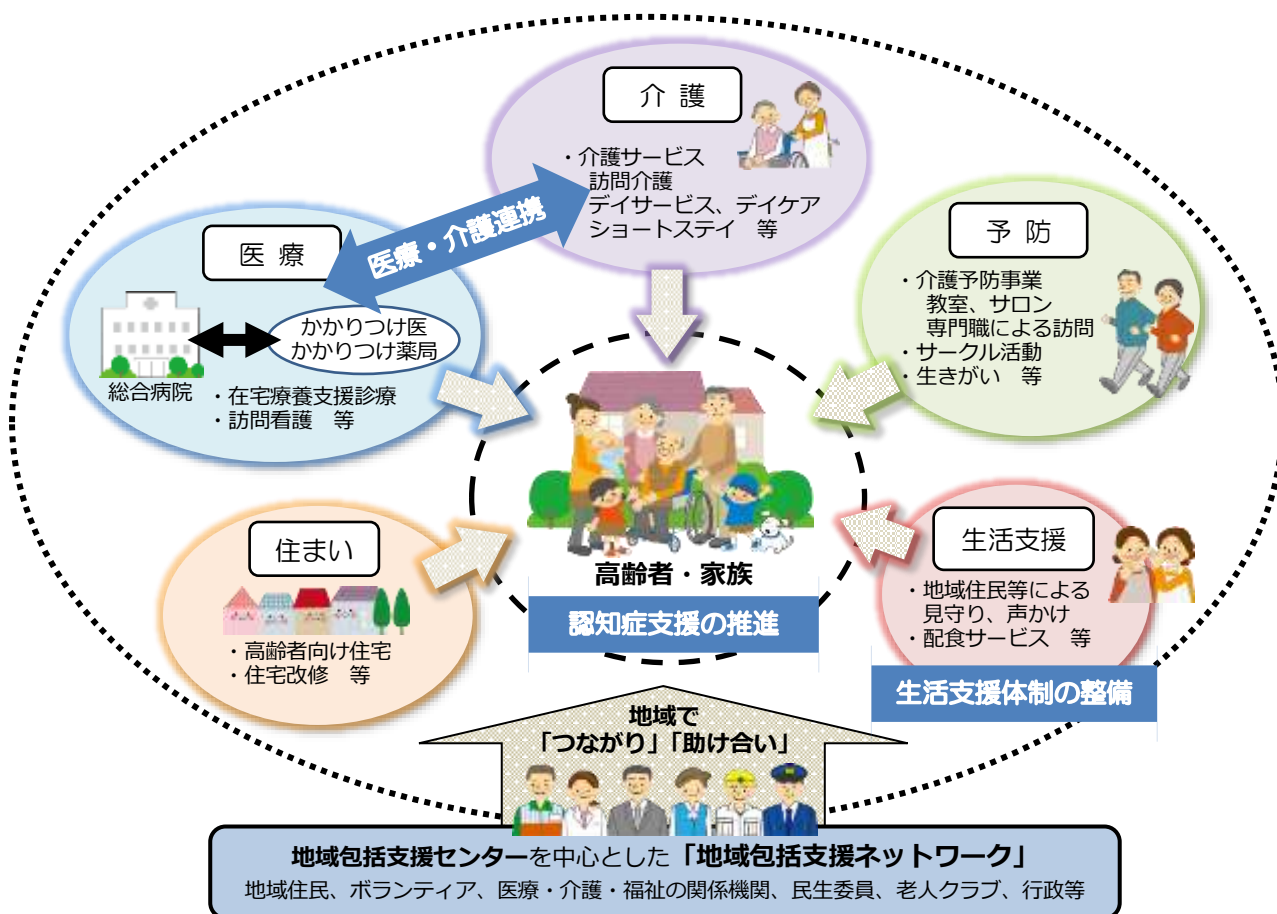 介 護
・介護サービス
訪問介護
デイサービス、デイケア
ショートステイ 等
医療・介護連携
医 療
かかりつけ医
かかりつけ薬局
総合病院
・在宅療養支援診療
・訪問看護 等
予 防
・介護予防事業
教室、サロン
専門職による訪問
・サークル活動
・生きがい 等
住まい
・高齢者向け住宅
・住宅改修 等
高齢者・家族
認知症支援の推進
生活支援
・地域住民等による
見守り、声かけ
・配食サービス 等
生活支援体制の整備
地域で
「つながり」「助け合い」
地域包括支援センターを中心とした「地域包括支援ネットワーク」
地域住民、ボランティア、医療・介護・福祉の関係機関、民生委員、老人クラブ、行政等